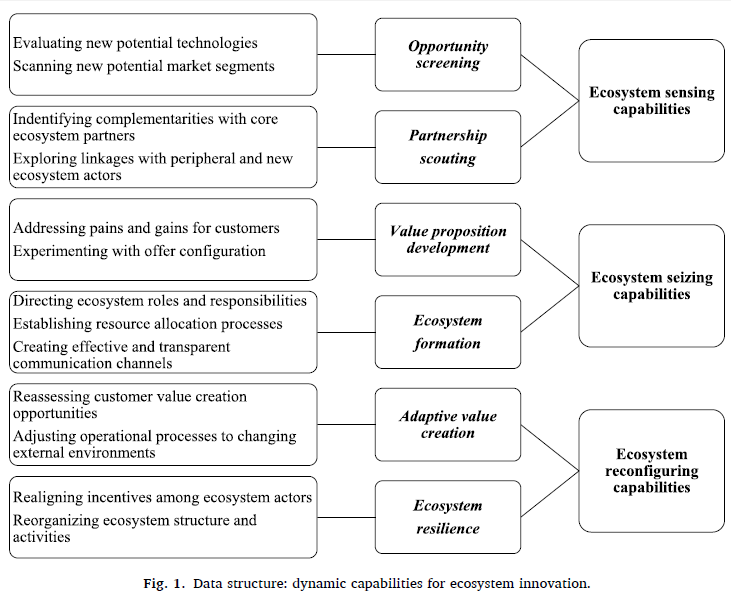 Evaluating new potential technologies
Scanning new potential market segments
Opportunity
screening
Indentifying complementarities with core
ecosystem partners
Exploring linkages with peripheral and new
ecosystem actors
Partnership
scouting
Ecosystem sensing
capabilities
Addressing pains and gains for customers
Experimenting with offer configuration
Value proposition
development
Directing ecosystem roles and responsibilities
Establishing resource allocation processes
Creating effective and transparent
communication channels
Ecosystem
formation
Ecosystem seizing
capabilities
Reassessing customer value creation
opportunities
Adjusting operational processes to changing
external environments
Adaptive value
creation
Realigning incentives among ecosystem actors
Reorganizing ecosystem structure and
activities
Ecosystem
resilience
Ecosystem
reconfiguring
capabilities
Fig. 1. Data structure: dynamic capabilities for ecosystem innovation.